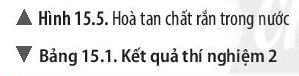 ▲ Hình 15.5. Hoà tan chất rắn trong nước
▼ Bảng 15.1. Kết quả thí nghiệm 2